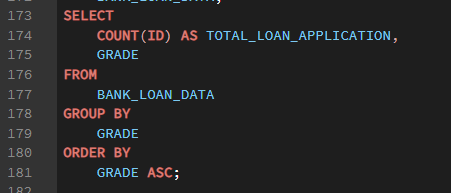 BANK_LOAN_DATA;
173 SELECT
174 COUNT(ID) AS TOTAL_LOAN_APPLICATION,
175 GRADE
176 FROM
177 BANK_LOAN_DATA
178 GROUP BY
179 GRADE
180 ORDER BY
181 GRADE ASC;